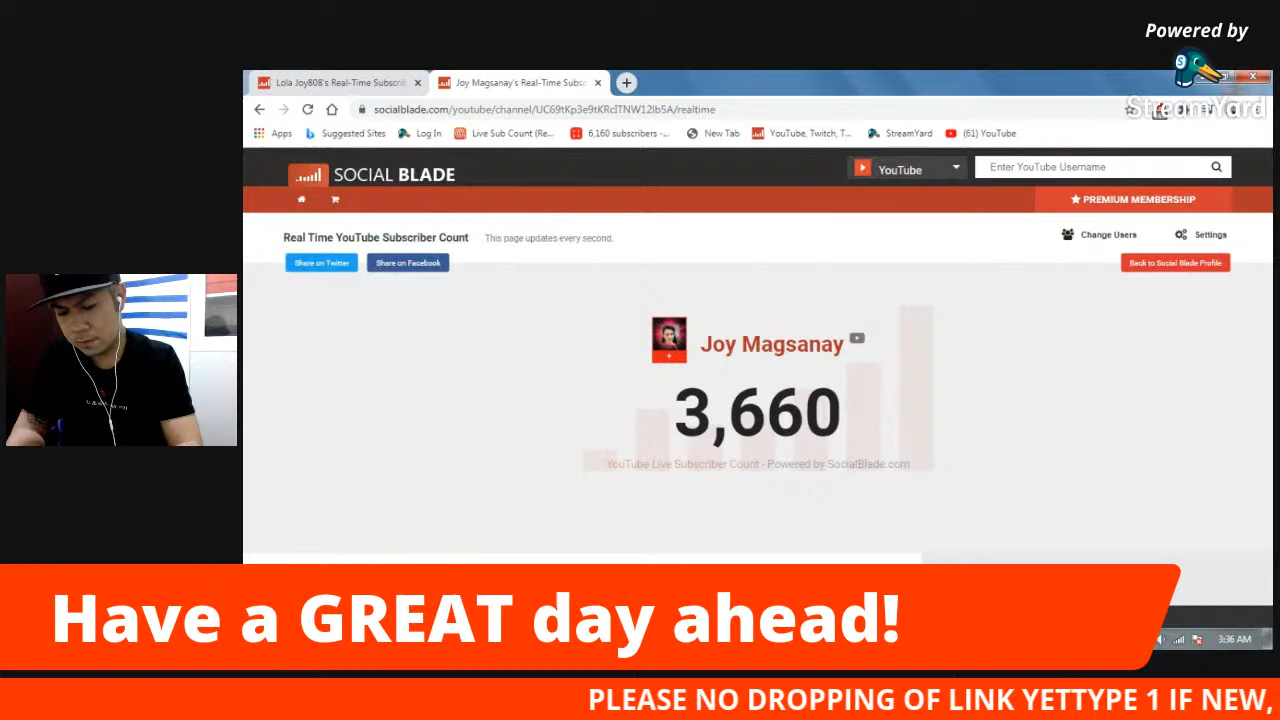 Powered by
StreamYard
Lola Joy808's Real-Time Subscri
Joy Magsanay's Real-Time Subsc
socialblade.com/youtube/channel/UC69tKp3e9tKRcITNW12lb5A/realtime
Apps Suggested Sites Log In Live Sub Count (Re... 6,160 subscribers -... New Tab YouTube, Twitch, T... StreamYard (61) YouTube
SOCIAL BLADE
YouTube
Enter YouTube Username
PREMIUM MEMBERSHIP
Real Time YouTube Subscriber Count This page updates every second.
Change Users Settings
Share on Twitter Share on Facebook
Back to Social Blade Profile
Joy Magsanay
3,660
YouTube Live Subscriber Count - Powered by SocialBlade.com
Have a GREAT day ahead!
3:36 AM
PLEASE NO DROPPING OF LINK YETTYPE 1 IF NEW,